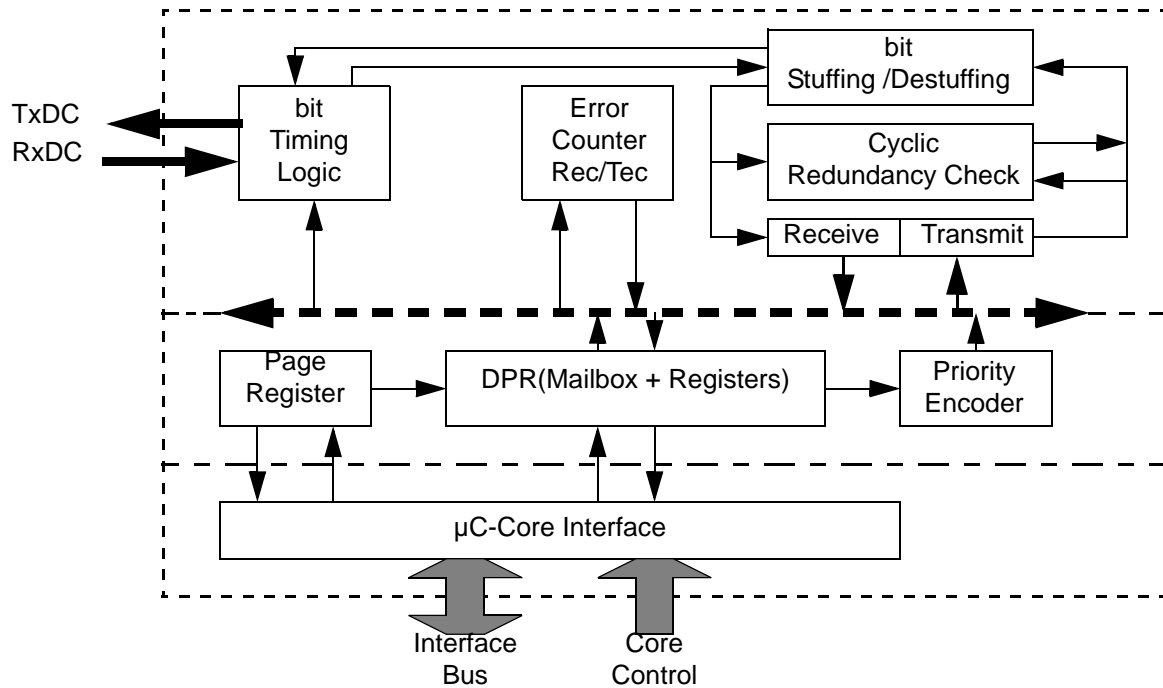 TxDC
RxDC
bit
Timing
Logic
Error
Counter
Rec/Tec
bit
Stuffing /Destuffing
Cyclic
Redundancy Check
Receive
Transmit
Page
Register
DPR(Mailbox + Registers)
Priority
Encoder
µC-Core Interface
Interface
Bus
Core
Control